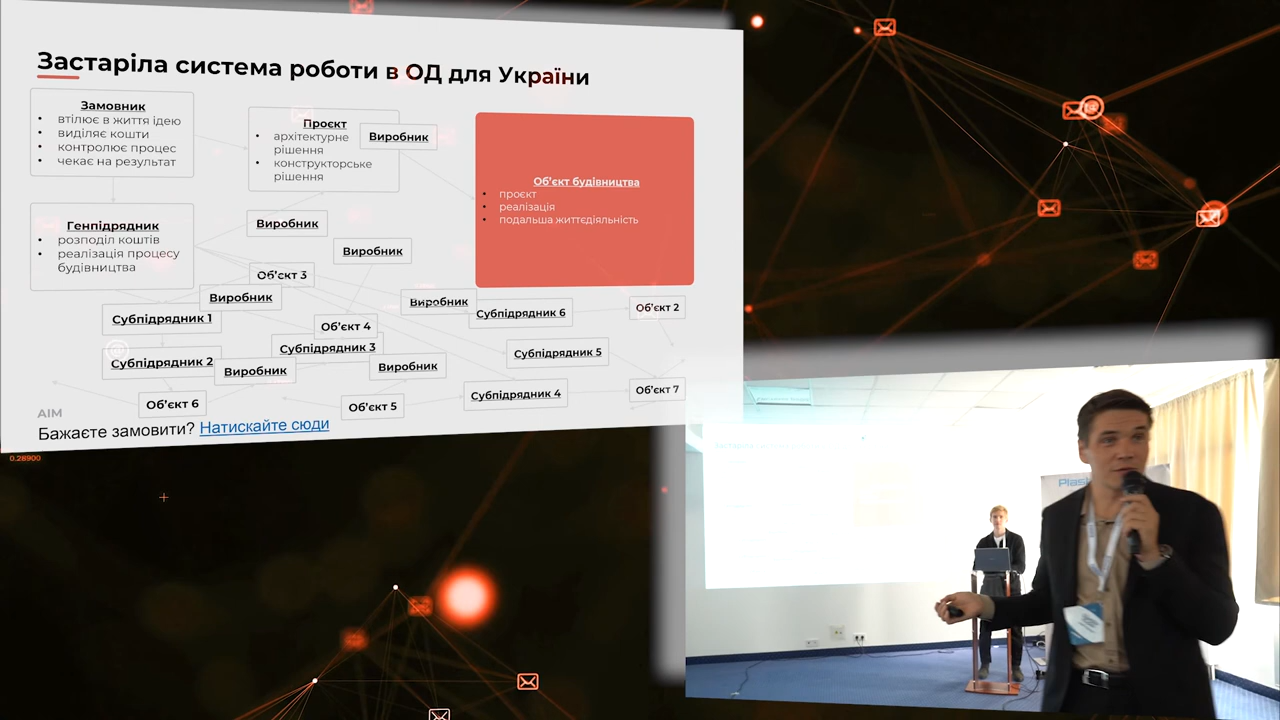 Застаріла система роботи в ОД для України
Замовник
• втілює в життя ідею
• виділяє кошти
• контролює процес
• чекає на результат
Проєкт
• архітектурне
рішення
• конструкторське
рішення
Виробник
Об'єкт будівництва
• проєкт
• реалізація
• подальша життєдіяльність
Генпідрядник
• розподіл коштів
• реалізація процесу
будівництва
Виробник
Виробник
Об'єкт 3
Виробник
Виробник
Субпідрядник 6
Об'єкт 2
Субпідрядник 1
Об'єкт 4
Субпідрядник 3
Субпідрядник 5
Субпідрядник 2
Виробник
Виробник
Субпідрядник 4
Об'єкт 7
Об'єкт 6
Об'єкт 5
AIM
Бажаєте замовити? Натискайте сюди
0.28900